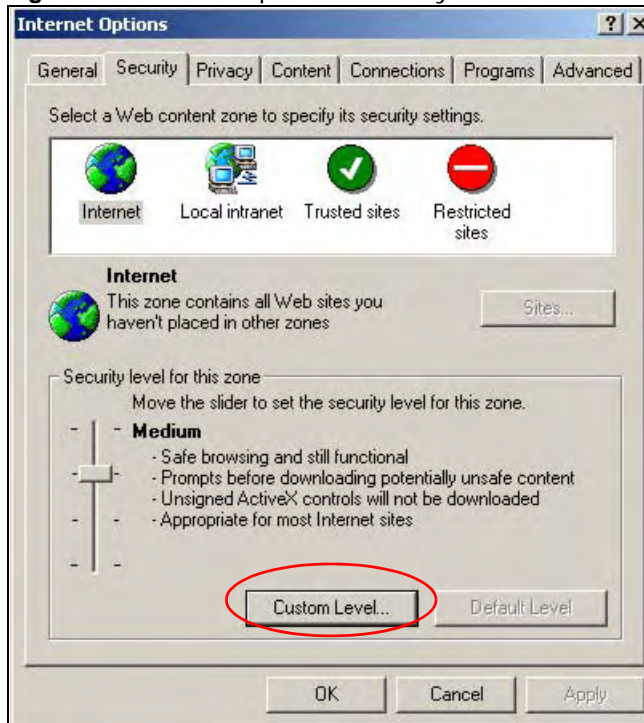 Internet Options
General Security Privacy Content Connections Programs Advanced
Select a Web content zone to specify its security settings.
Internet Local intranet Trusted sites Restricted sites
Internet
This zone contains all Web sites you
haven't placed in other zones
Sites...
Security level for this zone
Move the slider to set the security level for this zone.
Medium
- Safe browsing and still functional
- Prompts before downloading potentially unsafe content
- Unsigned ActiveX controls will not be downloaded
- Appropriate for most Internet sites
Custom Level... Default Level
OK Cancel Apply